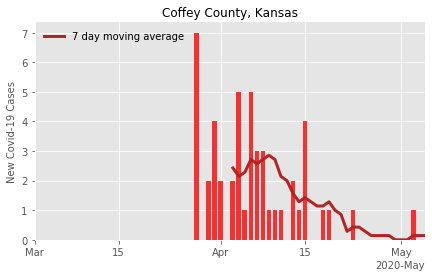 Coffey County, Kansas
7 day moving average
New Covid-19 Cases
7
6
5
4
3
2
1
0
Mar 15 Apr 15 May
2020-May